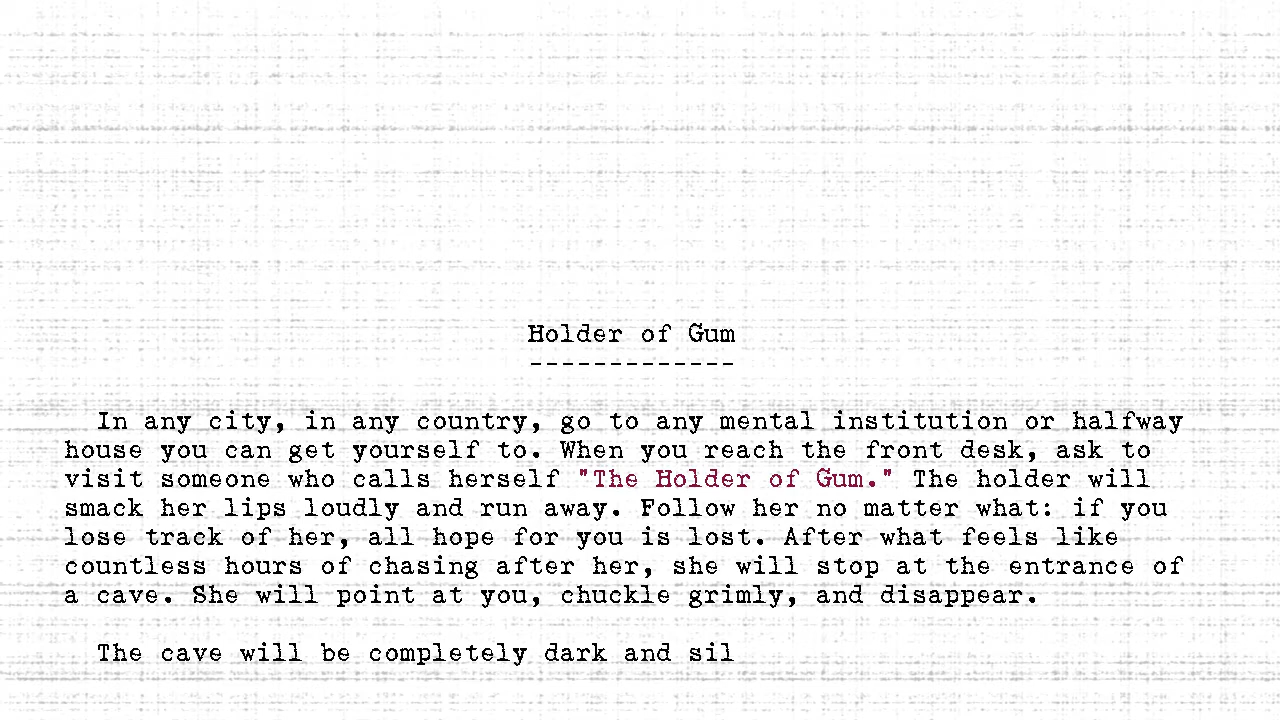 Holder of Gum
-------------
In any city, in any country, go to any mental institution or halfway
house you can get yourself to. When you reach the front desk, ask to
visit someone who calls herself "The Holder of Gum." The holder will
smack her lips loudly and run away. Follow her no matter what: if you
lose track of her, all hope for you is lost. After what feels like
countless hours of chasing after her, she will stop at the entrance of
a cave. She will point at you, chuckle grimly, and disappear.
The cave will be completely dark and sil